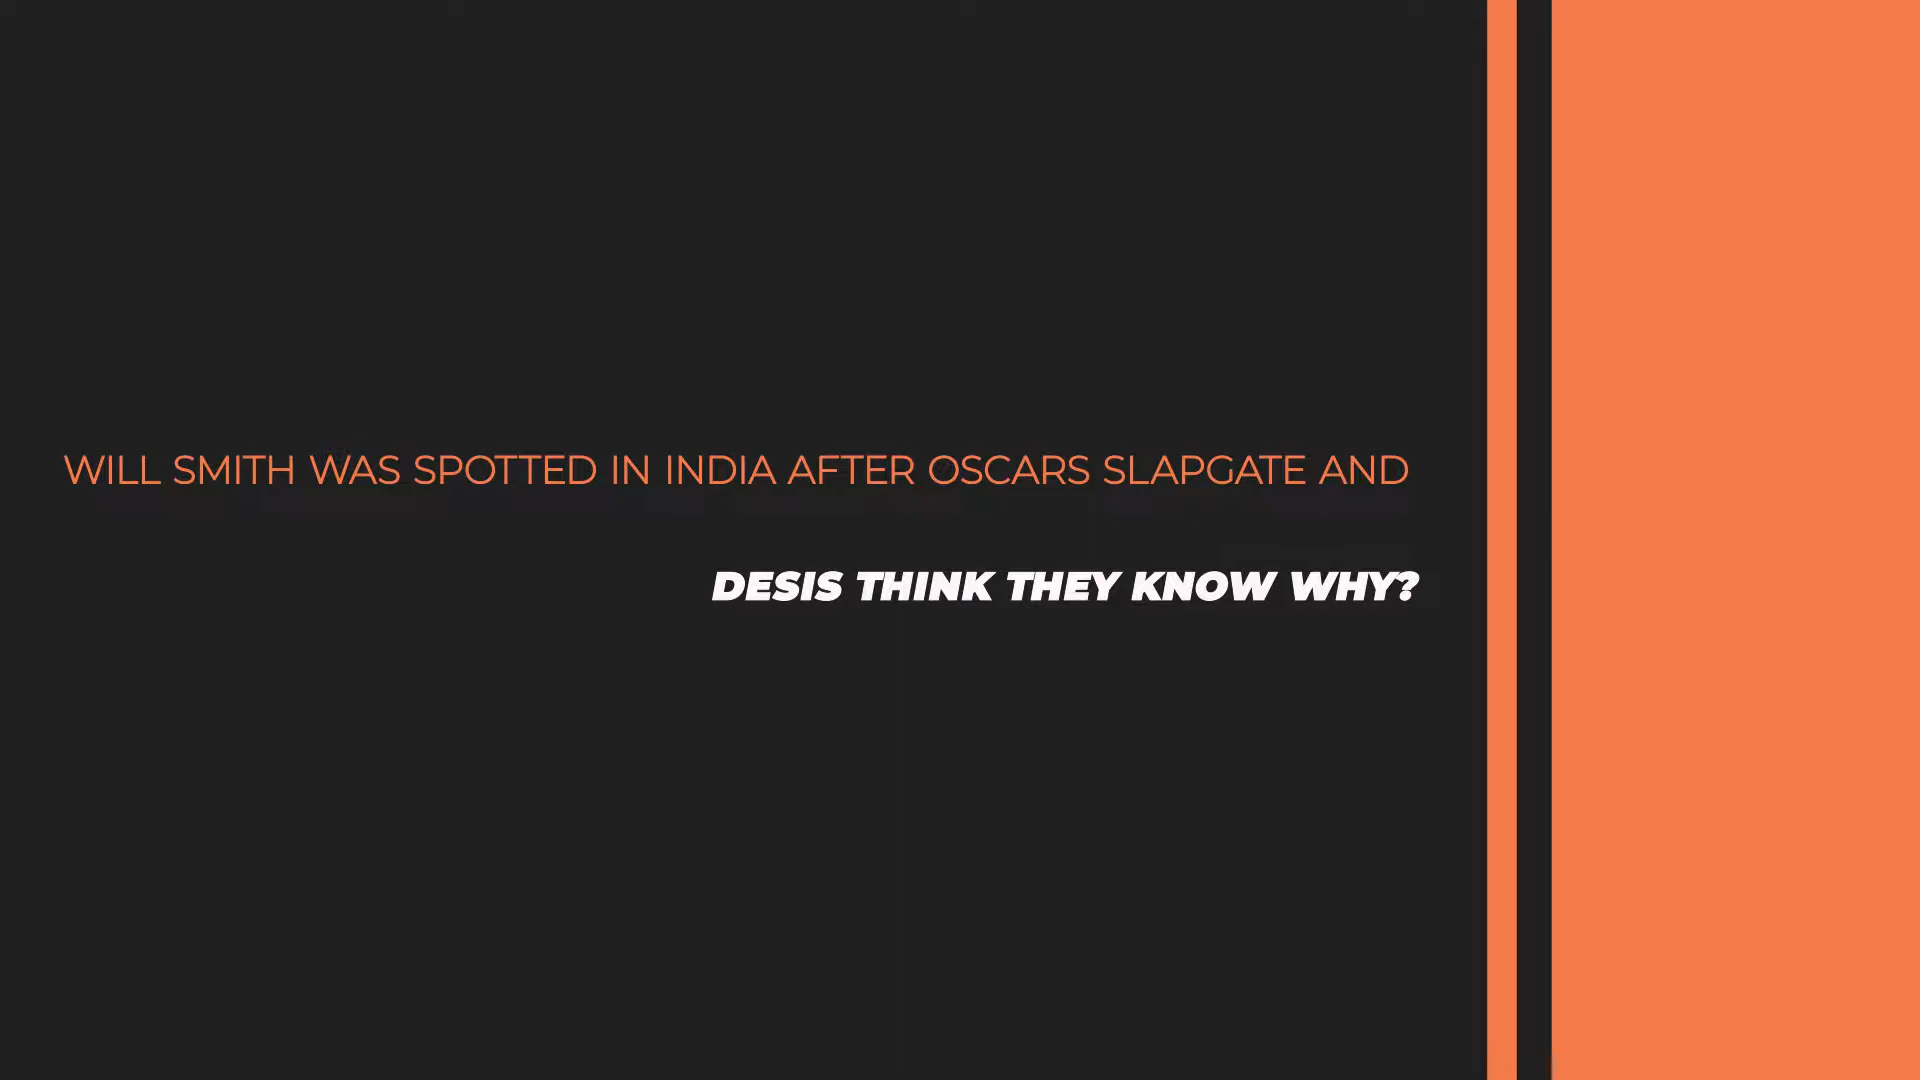 WILL SMITH WAS SPOTTED IN INDIA AFTER OSCARS SLAPGATE AND
DESIS THINK THEY KNOW WHY?